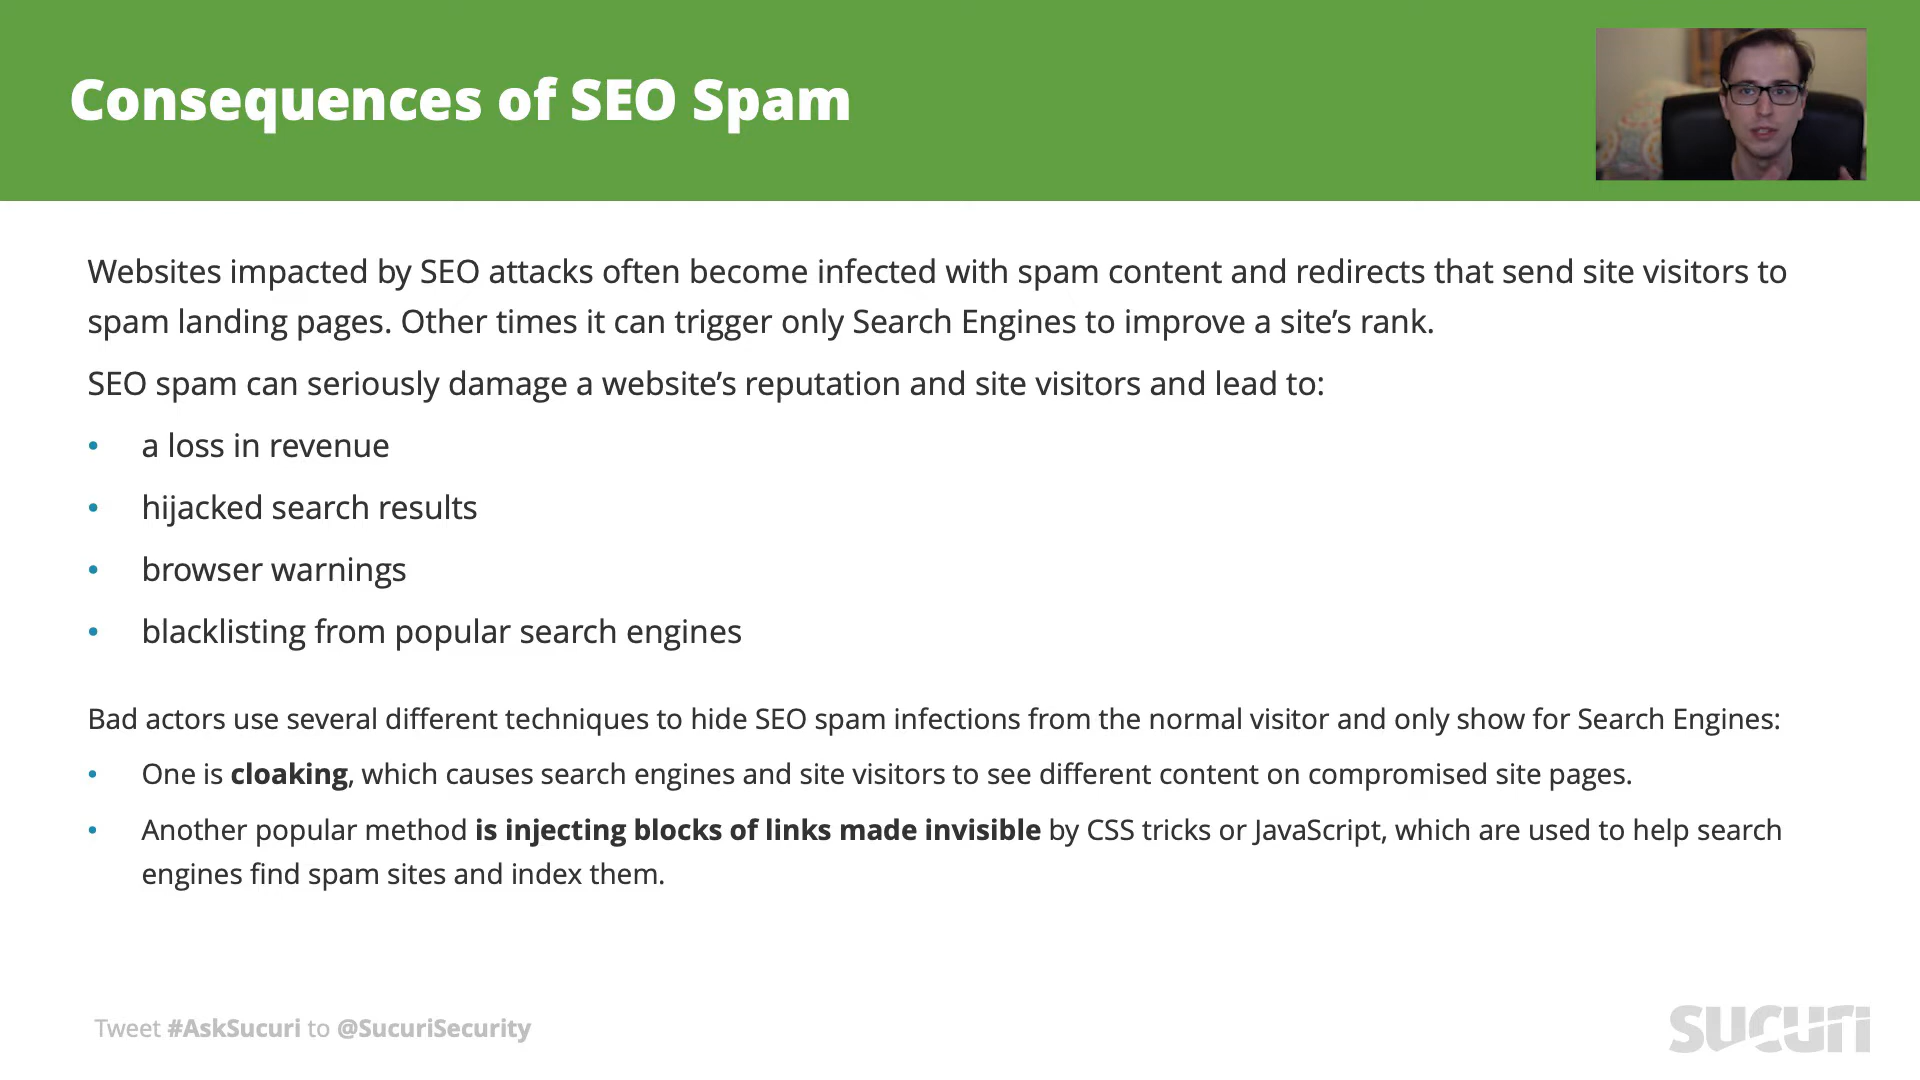 Consequences of SEO Spam
Websites impacted by SEO attacks often become infected with spam content and redirects that send site visitors to
spam landing pages. Other times it can trigger only Search Engines to improve a site’s rank.
SEO spam can seriously damage a website’s reputation and site visitors and lead to:
• a loss in revenue
• hijacked search results
• browser warnings
• blacklisting from popular search engines
Bad actors use several different techniques to hide SEO spam infections from the normal visitor and only show for Search Engines:
• One is cloaking, which causes search engines and site visitors to see different content on compromised site pages.
• Another popular method is injecting blocks of links made invisible by CSS tricks or JavaScript, which are used to help search
engines find spam sites and index them.
Tweet #AskSucuri to @SucuriSecurity
sucuri